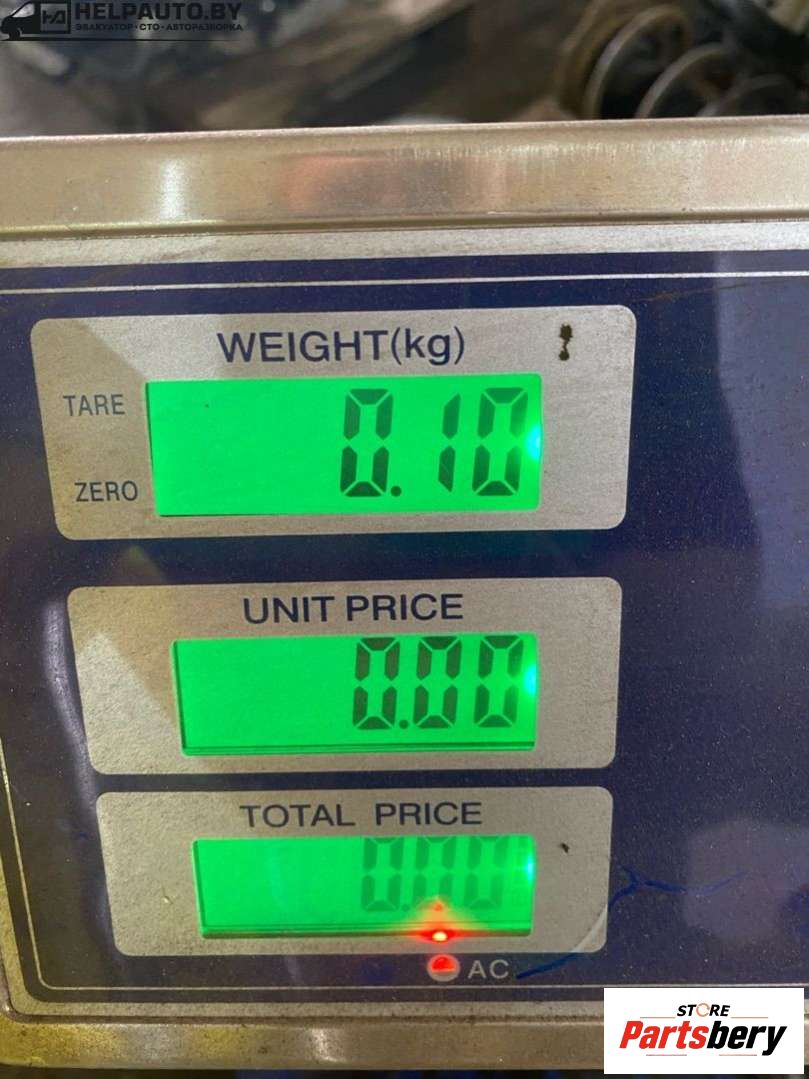 HELPAUTO.BY
ЭВАКУАТОР • СТО • АВТОРАЗБОРКА
WEIGHT(kg)
TARE
0.10
ZERO
UNIT PRICE
0.00
TOTAL PRICE
0.00
AC
STORE
Partsbery